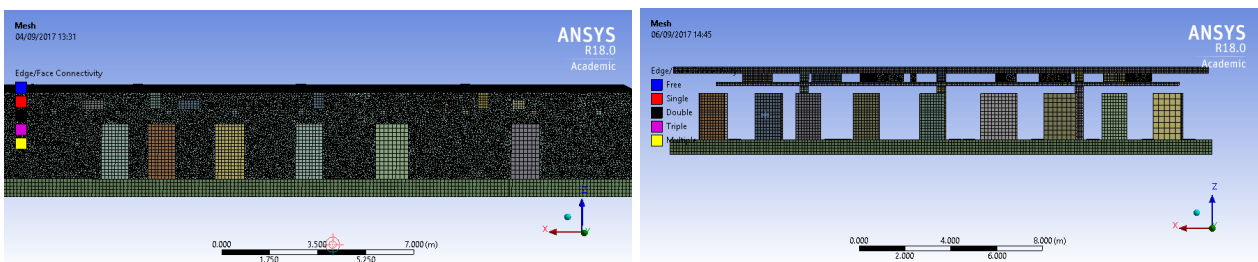 Mesh
04/09/2017 13:31
ANSYS
R18.0
Academic
Edge/Face Connectivity
0.000
3.500
7.000 (m)
1.750
5.250
X
Z
Mesh
06/09/2017 14:45
ANSYS
R18.0
Academic
Free
Single
Double
Triple
Multiple
0.000
4.000
8.000 (m)
2.000
6.000
X
Z